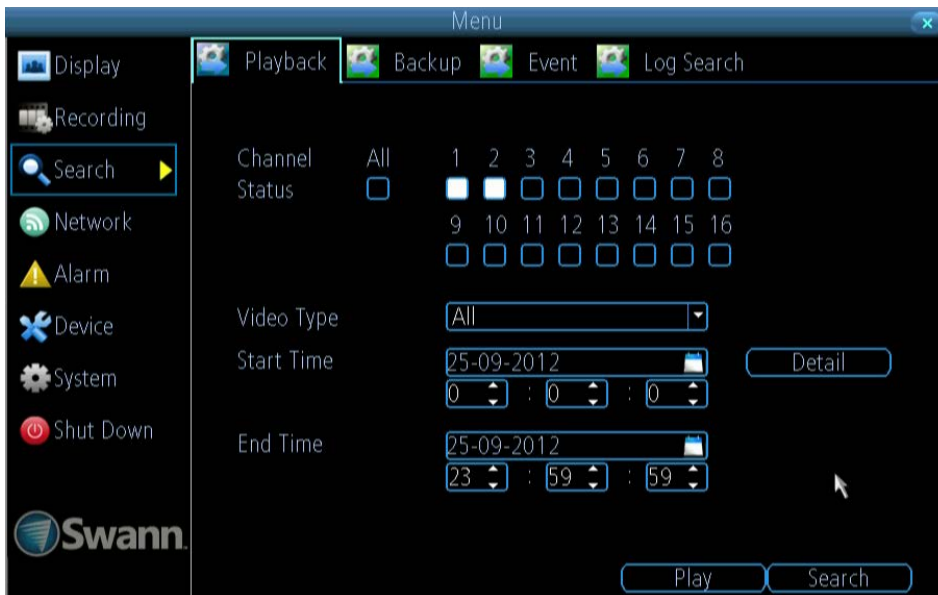 Menu
Display
Recording
Search
Network
Alarm
Device
System
Shut Down
Swann
Playback Backup Event Log Search
Channel All 1 2 3 4 5 6 7 8
Status
9 10 11 12 13 14 15 16
Video Type All
Start Time 25-09-2012 Detail
0 : 0 : 0
End Time 25-09-2012
23 : 59 : 59
Play Search